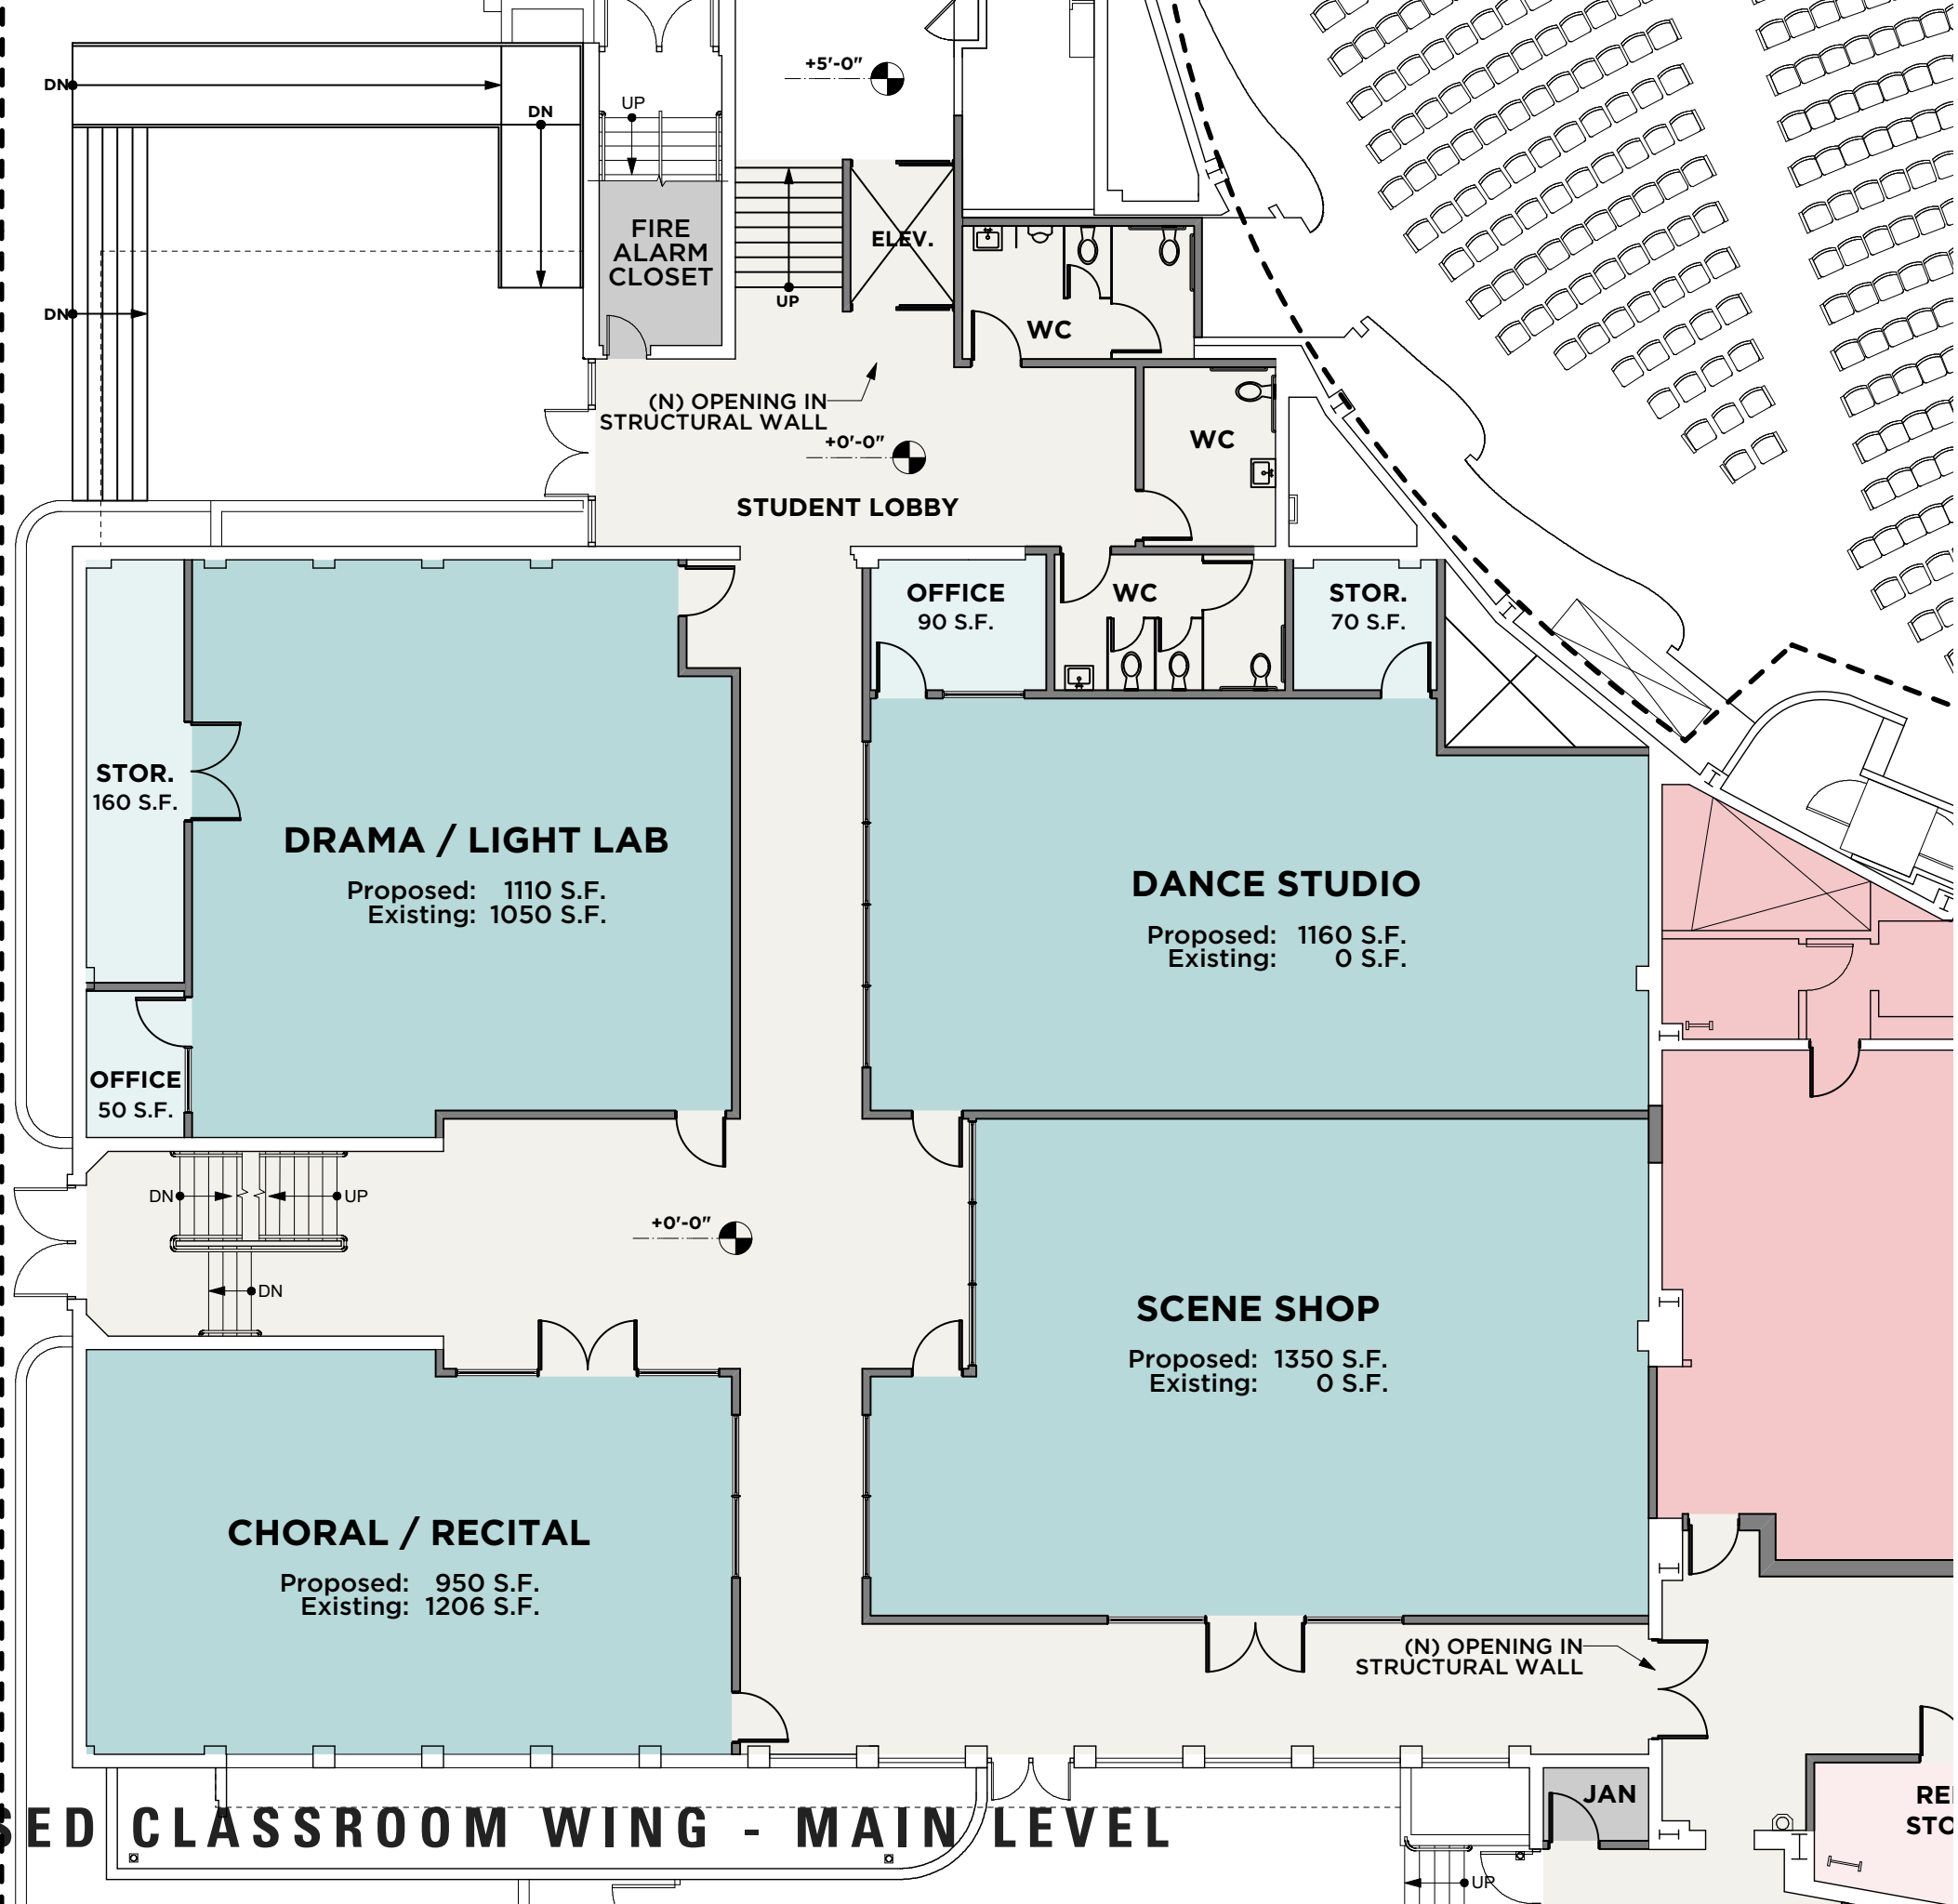 +5'-0"
DN
DN
UP
FIRE
ALARM
CLOSET
ELEV.
UP
DN
WC
(N) OPENING IN
STRUCTURAL WALL
+0'-0"
WC
STUDENT LOBBY
OFFICE
90 S.F.
WC
STOR.
70 S.F.
STOR.
160 S.F.
DRAMA / LIGHT LAB
Proposed: 1110 S.F.
Existing: 1050 S.F.
DANCE STUDIO
Proposed: 1160 S.F.
Existing: 0 S.F.
OFFICE
50 S.F.
DN
UP
+0'-0"
DN
SCENE SHOP
Proposed: 1350 S.F.
Existing: 0 S.F.
CHORAL / RECITAL
Proposed: 950 S.F.
Existing: 1206 S.F.
(N) OPENING IN
STRUCTURAL WALL
JAN
SED CLASSROOM WING - MAIN LEVEL
UP